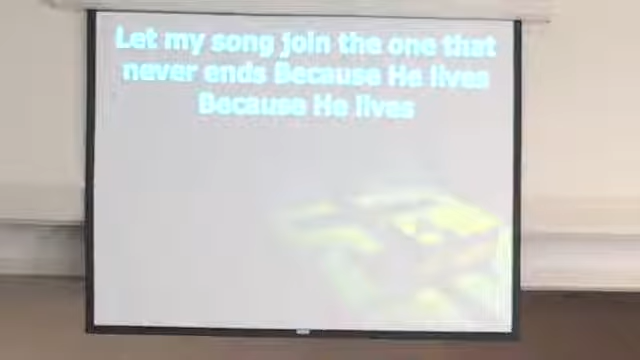 Let my song join the one that
never ends Because He lives
Because He lives